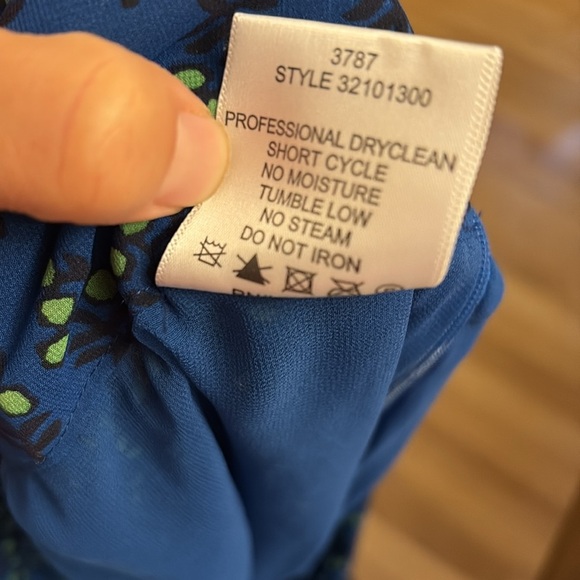 3787
STYLE 32101300
PROFESSIONAL DRYCLEAN
SHORT CYCLE
NO MOISTURE
TUMBLE LOW
NO STEAM
DO NOT IRON